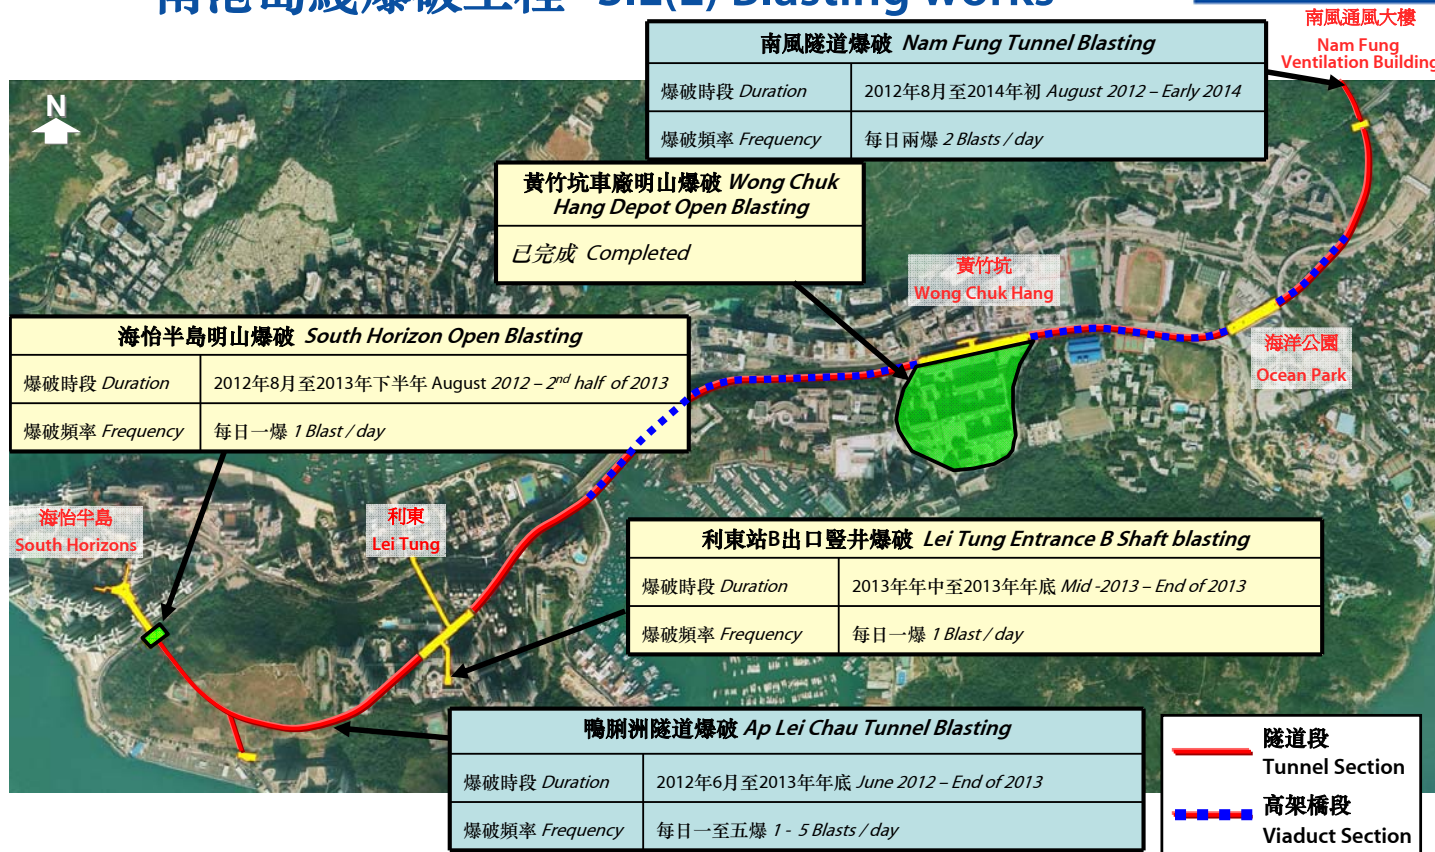 南港島綫爆破工程 SIL(E) Blasting Works
南風通風大樓
Nam Fung
Ventilation Building
南風隧道爆破 Nam Fung Tunnel Blasting
爆破時段 Duration 2012年8月至2014年初 August 2012 – Early 2014
爆破頻率 Frequency 每日兩爆 2 Blasts / day
N
黃竹坑車廠明山爆破 Wong Chuk
Hang Depot Open Blasting
已完成 Completed
黃竹坑
Wong Chuk Hang
海怡半島明山爆破 South Horizon Open Blasting
爆破時段 Duration 2012年8月至2013年下半年 August 2012 – 2nd half of 2013
爆破頻率 Frequency 每日一爆 1 Blast / day
海洋公園
Ocean Park
海怡半島
South Horizons
利東
Lei Tung
利東站B出口豎井爆破 Lei Tung Entrance B Shaft blasting
爆破時段 Duration 2013年年中至2013年年底 Mid -2013 – End of 2013
爆破頻率 Frequency 每日一爆 1 Blast / day
鴨脷洲隧道爆破 Ap Lei Chau Tunnel Blasting
爆破時段 Duration 2012年6月至2013年年底 June 2012 – End of 2013
爆破頻率 Frequency 每日一至五爆 1 - 5 Blasts / day
隧道段
Tunnel Section
高架橋段
Viaduct Section